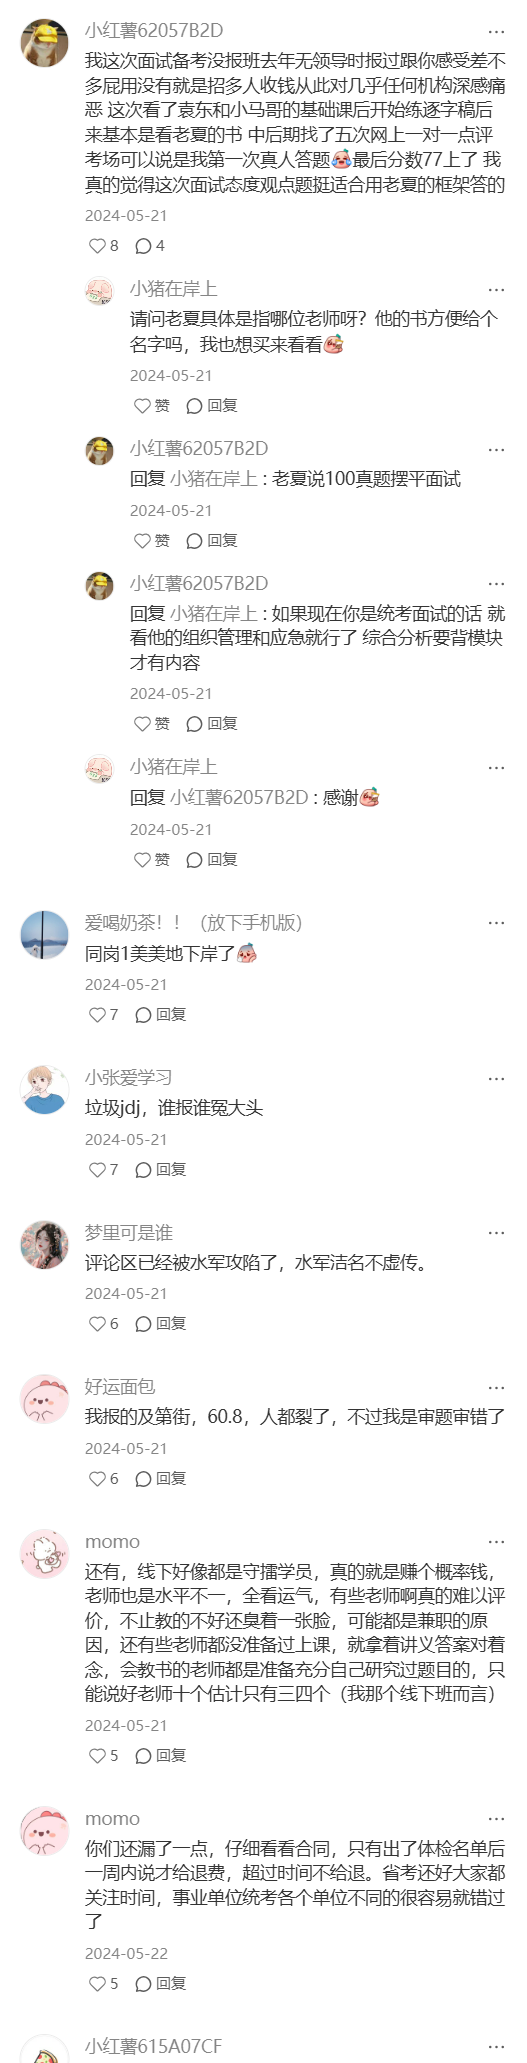 小红薯62057B2D
我这次面试备考没报班去年无领导时报过跟你感受差不
多屁用没有就是招多人收钱从此对几乎任何机构深感痛
恶 这次看了袁东和小马哥的基础课后开始练逐字稿后
来基本是看老夏的书 中后期找了五次网上一对一点评
考场可以说是我第一次真人答题😂最后分数77上了 我
真的觉得这次面试态度观点题挺适合用老夏的框架答的
2024-05-21
8 4
小猪在岸上
请问老夏具体是指哪位老师呀？他的书方便给个
名字吗，我也想买来看看
2024-05-21
赞 回复
小红薯62057B2D
回复 小猪在岸上 : 老夏说100真题摆平面试
2024-05-21
赞 回复
小红薯62057B2D
回复 小猪在岸上 : 如果现在你是统考面试的话 就
看他的组织管理和应急就行了 综合分析要背模块
才有内容
2024-05-21
赞 回复
小猪在岸上
回复 小红薯62057B2D : 感谢
2024-05-21
赞 回复
爱喝奶茶！！（放下手机版）
同岗1美美地下岸了
2024-05-21
7 回复
小张爱学习
垃圾jdj，谁报谁冤大头
2024-05-21
7 回复
梦里可是谁
评论区已经被水军攻陷了，水军洁名不虚传。
2024-05-21
6 回复
好运面包
我报的及第街，60.8，人都裂了，不过我是审题审错了
2024-05-21
6 回复
momo
还有，线下好像都是守擂学员，真的就是赚个概率钱，
老师也是水平不一，全看运气，有些老师啊真的难以评
价，不止教的不好还臭着一张脸，可能都是兼职的原
因，还有些老师都没准备过上课，就拿着讲义答案对着
念，会教书的老师都是准备充分自己研究过题目的，只
能说好老师十个估计只有三四个（我那个线下班而言）
2024-05-21
5 回复
momo
你们还漏了一点，仔细看看合同，只有出了体检名单后
一周内说才给退费，超过时间不给退。省考还好大家都
关注时间，事业单位统考各个单位不同的很容易就错过
了
2024-05-22
5 回复
小红薯615A07CF